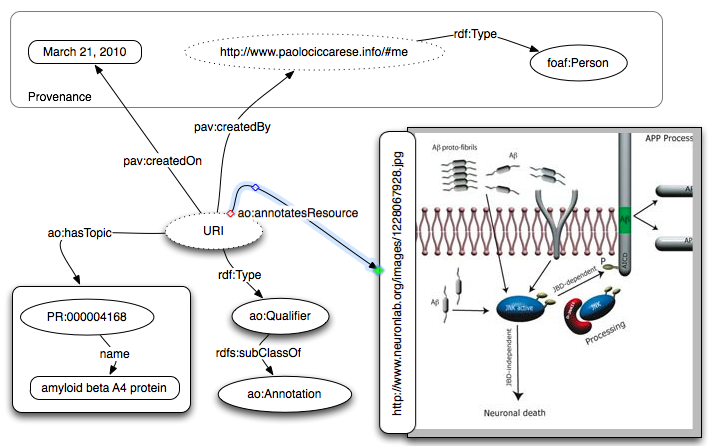 March 21, 2010
http://www.paolociccarese.info/#me
rdf:Type
foaf:Person
Provenance
pav:createdBy
pav:createdOn
ao:annotatesResource
ao:hasTopic
URI
rdf:Type
PR:000004168
name
amyloid beta A4 protein
ao:Qualifier
rdfs:subClassOf
ao:Annotation
http://www.neuronlab.org/images/1228067928.jpg
Aβ proto-fibrils
Aβ
APP Process
Aβ
AICD
P
JBD-dependent
Aβ
JNK active
JNK
Processing
JBD-independent
Neuronal death